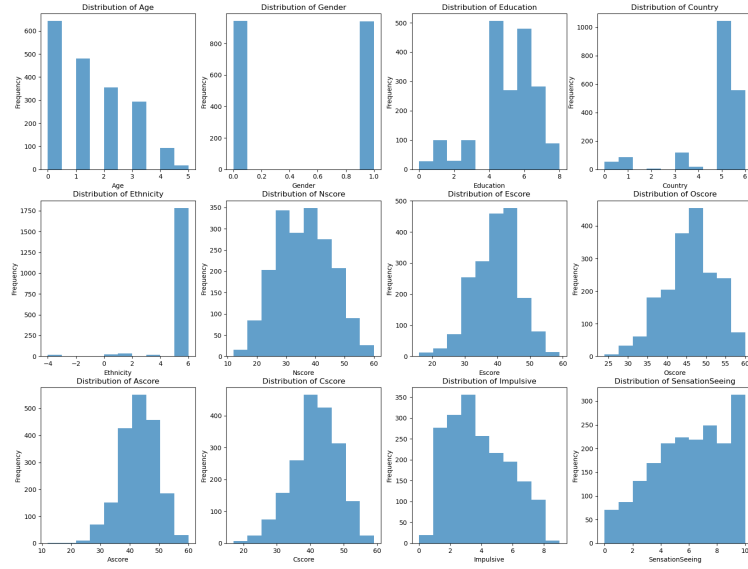 Distribution of Age
Frequency
600
500
400
300
200
100
0
0 1 2 3 4 5
Age
Distribution of Gender
Frequency
800
600
400
200
0
0.0 0.2 0.4 0.6 0.8 1.0
Gender
Distribution of Education
Frequency
500
400
300
200
100
0
0 2 4 6 8
Education
Distribution of Country
Frequency
1000
800
600
400
200
0
0 1 2 3 4 5 6
Country
Distribution of Ethnicity
Frequency
1750
1500
1250
1000
750
500
250
0
−4 −2 0 2 4 6
Ethnicity
Distribution of Nscore
Frequency
350
300
250
200
150
100
50
0
10 20 30 40 50 60
Nscore
Distribution of Escore
Frequency
500
400
300
200
100
0
20 30 40 50 60
Escore
Distribution of Oscore
Frequency
400
300
200
100
0
25 30 35 40 45 50 55 60
Oscore
Distribution of Ascore
Frequency
500
400
300
200
100
0
10 20 30 40 50 60
Ascore
Distribution of Cscore
Frequency
400
300
200
100
0
20 30 40 50 60
Cscore
Distribution of Impulsive
Frequency
350
300
250
200
150
100
50
0
0 2 4 6 8
Impulsive
Distribution of SensationSeeing
Frequency
300
250
200
150
100
50
0
0 2 4 6 8 10
SensationSeeing